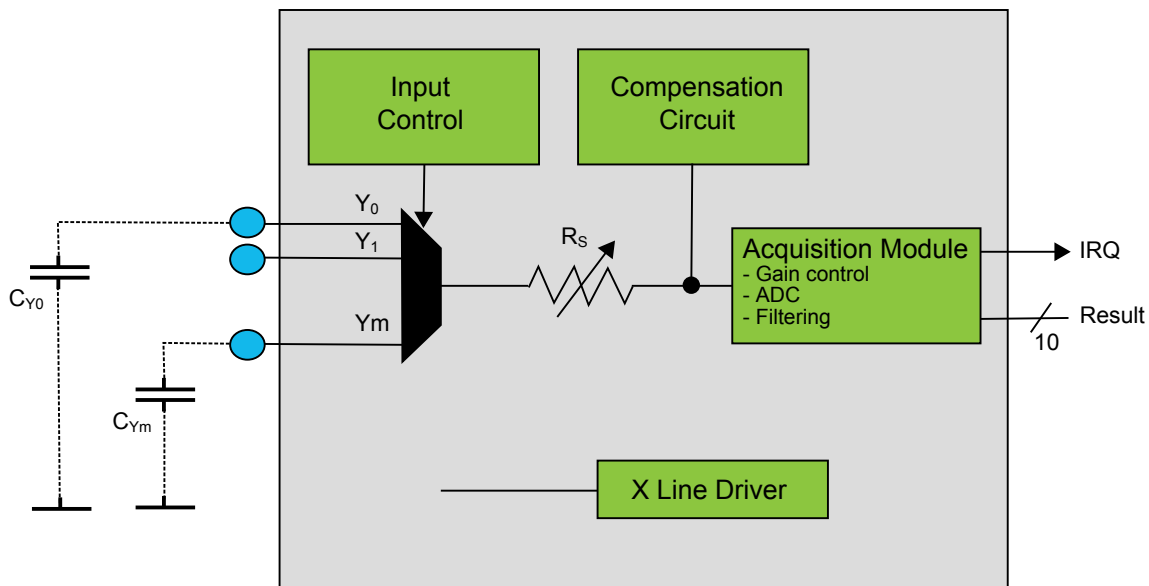 Input
Control
Compensation
Circuit
Y0
Y1
Ym
RS
Acquisition Module
- Gain control
- ADC
- Filtering
IRQ
Result
10
CY0
CYm
X Line Driver